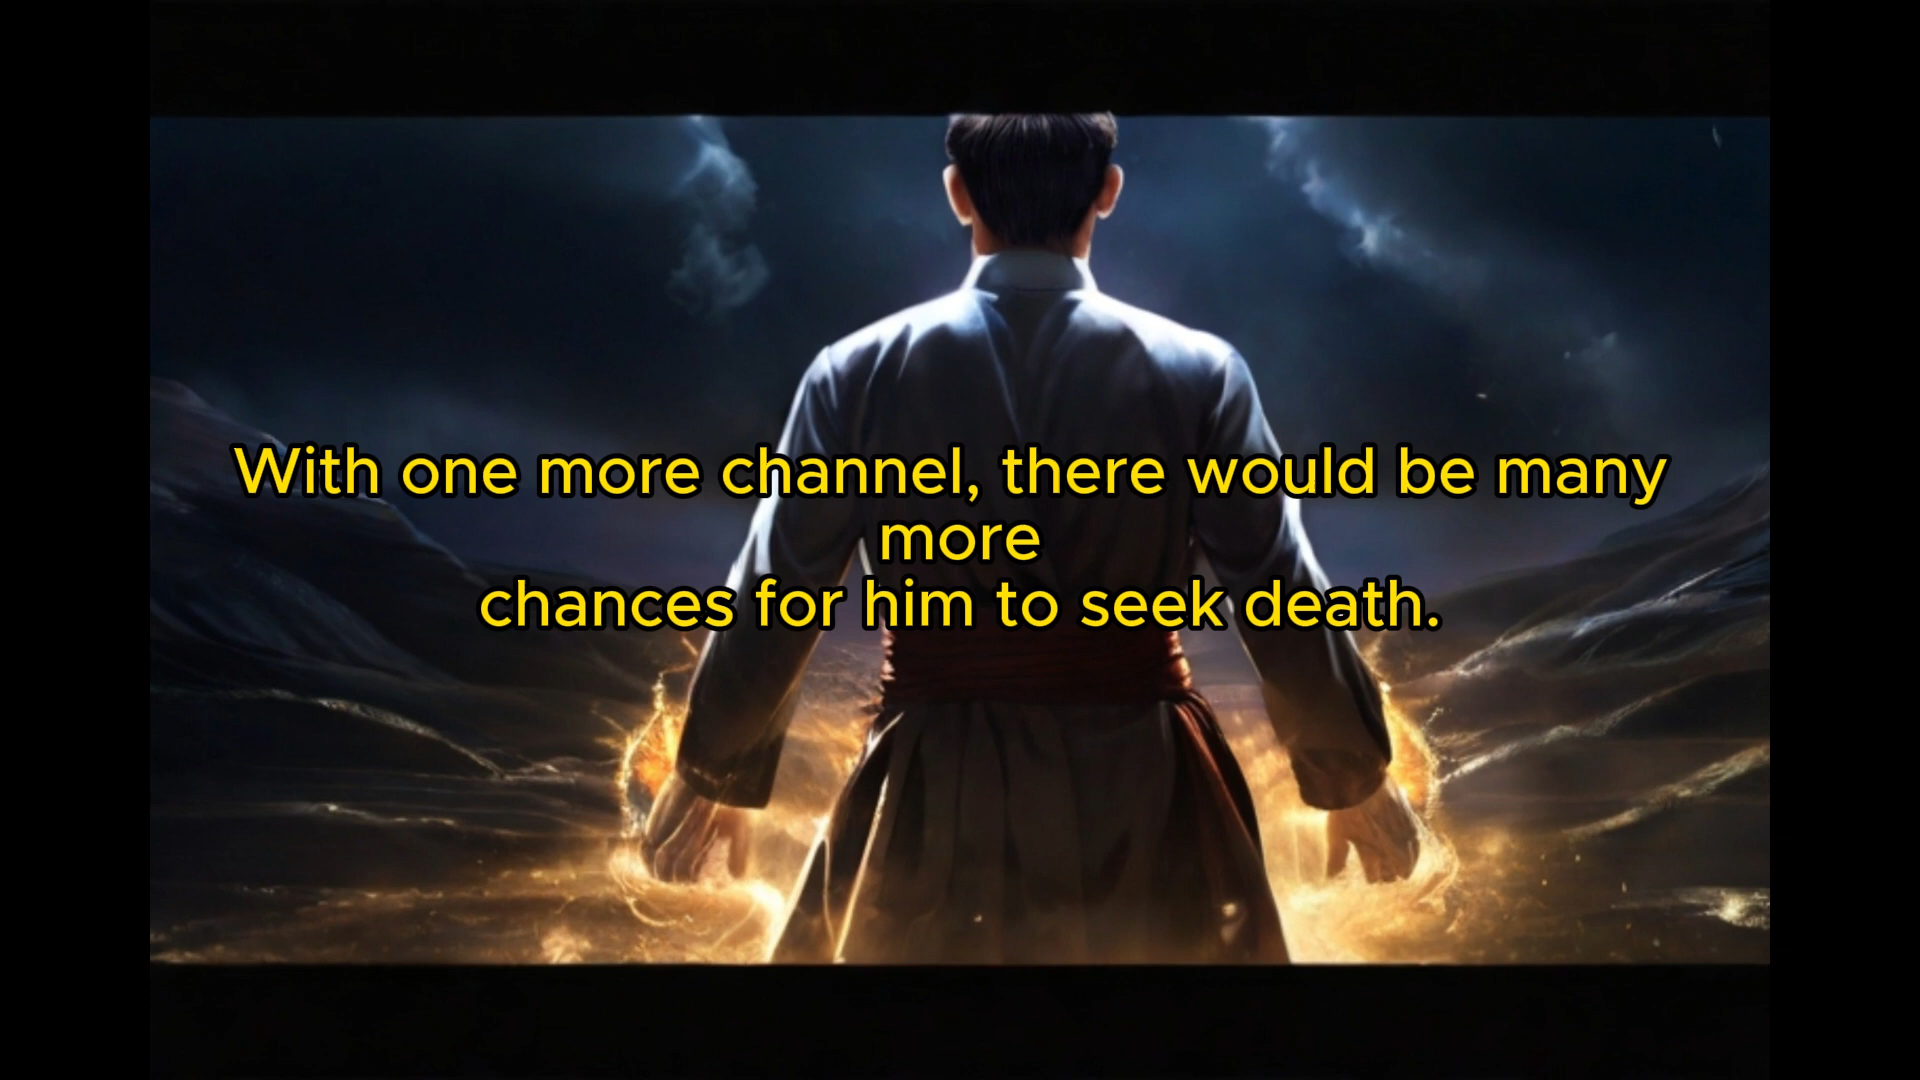 With one more channel, there would be many
more
chances for him to seek death.